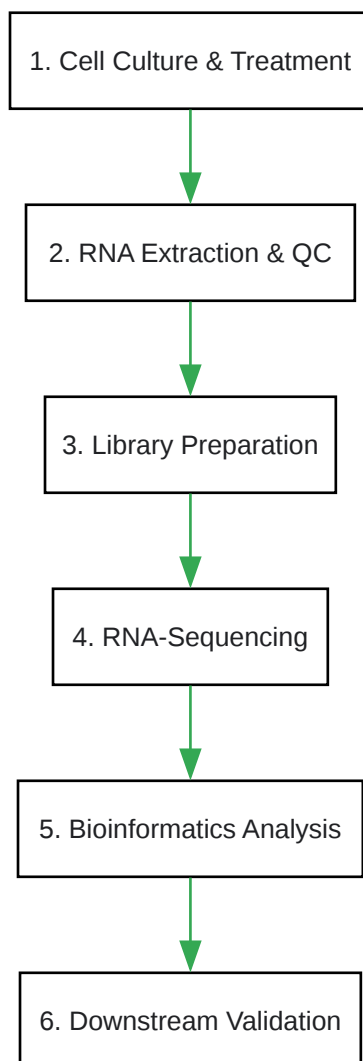 1. Cell Culture & Treatment
2. RNA Extraction & QC
3. Library Preparation
4. RNA-Sequencing
5. Bioinformatics Analysis
6. Downstream Validation